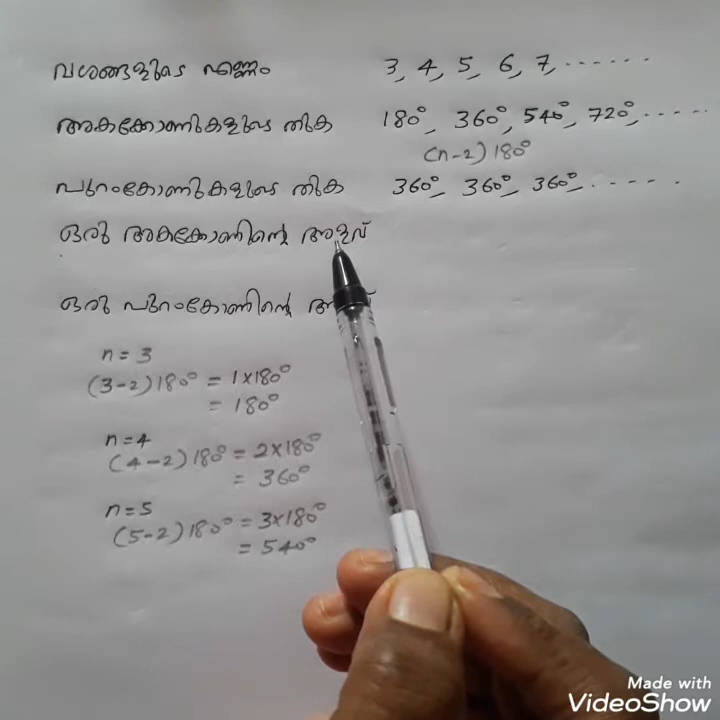 വശങ്ങളുടെ എണ്ണം 3, 4, 5, 6, 7, ......
അകക്കോണുകളുടെ തുക 180°, 360°, 540°, 720°, .....
(n-2) 180°
പുറംകോണുകളുടെ തുക 360°, 360°, 360°, .....
ഒരു അകക്കോണിന്റെ അളവ്
ഒരു പുറംകോണിന്റെ
n = 3
(3-2) 180° = 1 x 180°
= 180°
n = 4
(4-2) 180° = 2 x 180°
= 360°
n = 5
(5-2) 180° = 3 x 180°
= 540°
Made with
VideoShow